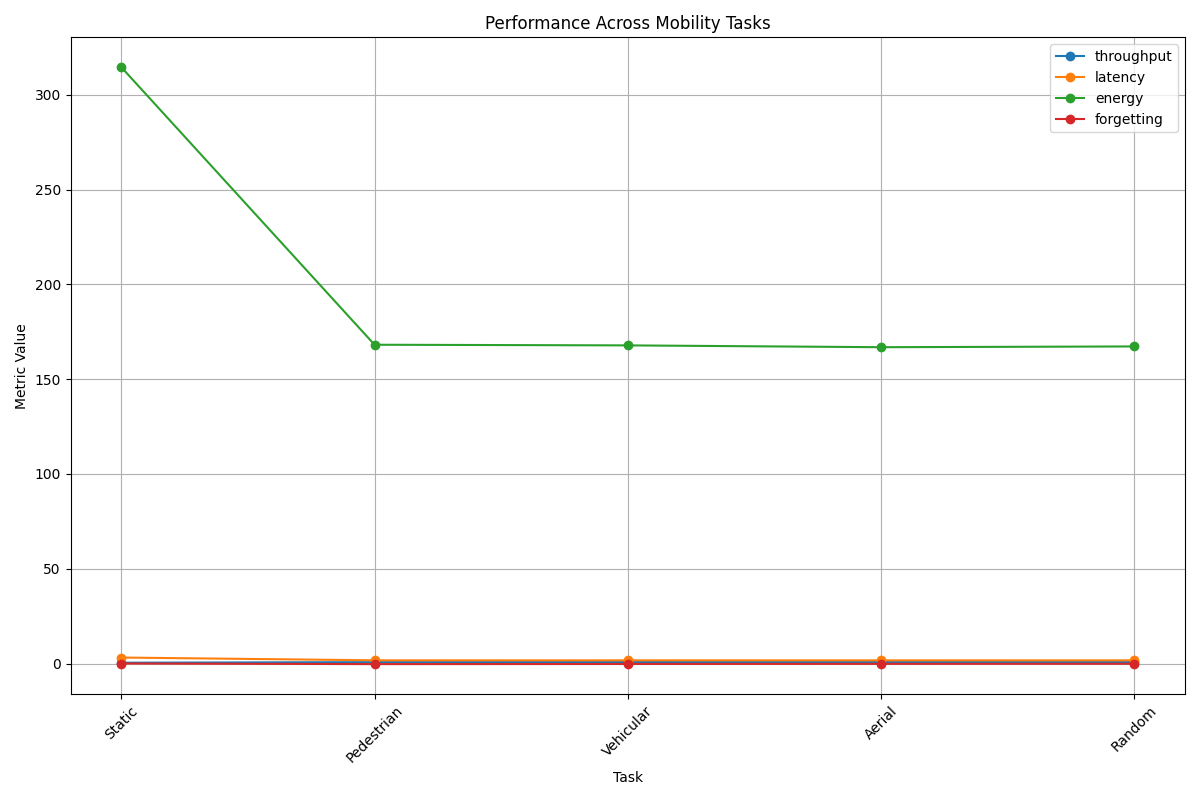 Performance Across Mobility Tasks
throughput
latency
energy
forgetting
300
250
200
150
100
50
0
Metric Value
Static
Pedestrian
Vehicular
Aerial
Random
Task